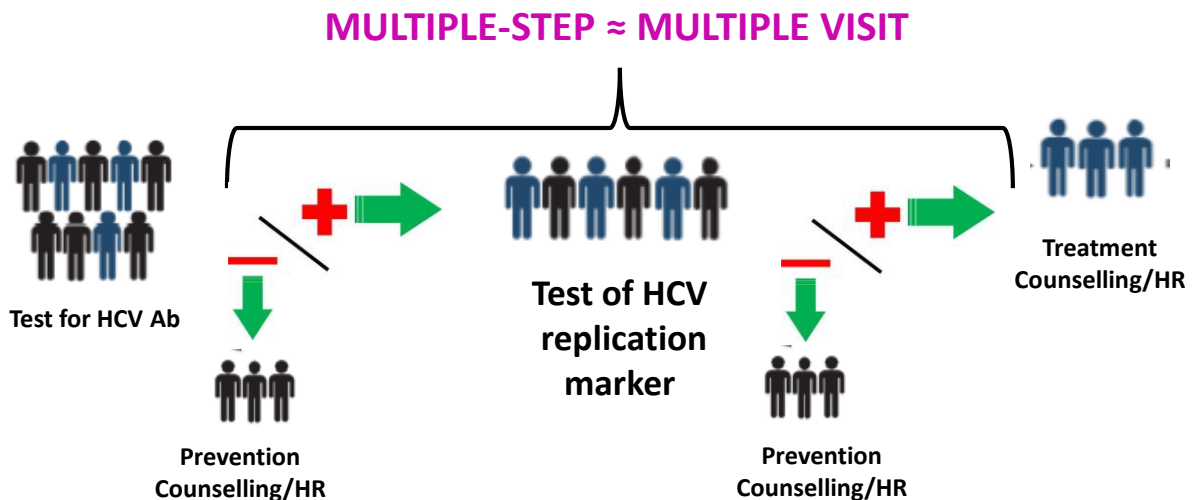 MULTIPLE-STEP ≈ MULTIPLE VISIT
Test for HCV Ab
Prevention
Counselling/HR
Test of HCV
replication
marker
Prevention
Counselling/HR
Treatment
Counselling/HR